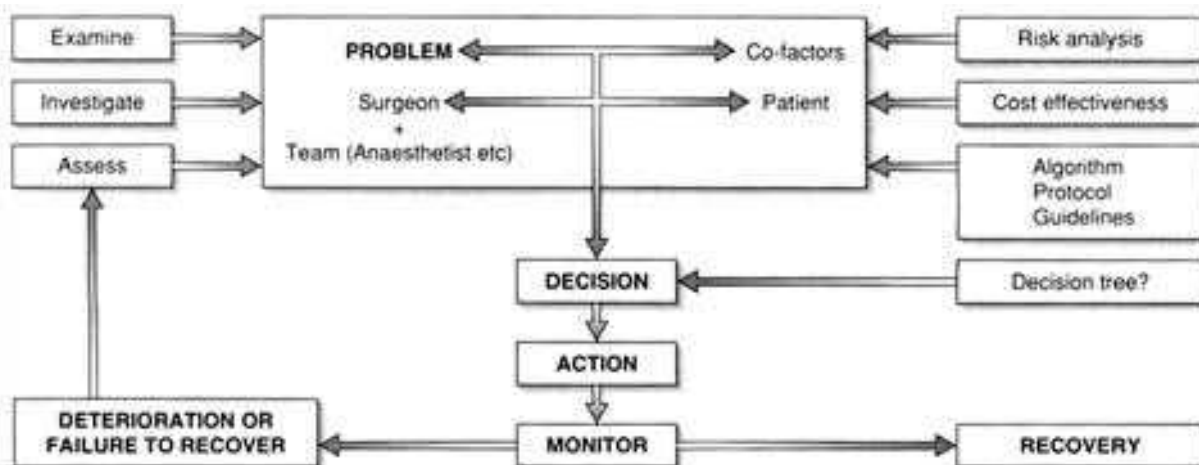 Examine
PROBLEM
Co-factors
Risk analysis
Investigate
Surgeon
Patient
Cost effectiveness
+
Assess
Team (Anaesthetist etc)
Algorithm
Protocol
Guidelines
DECISION
Decision tree?
ACTION
DETERIORATION OR
FAILURE TO RECOVER
MONITOR
RECOVERY